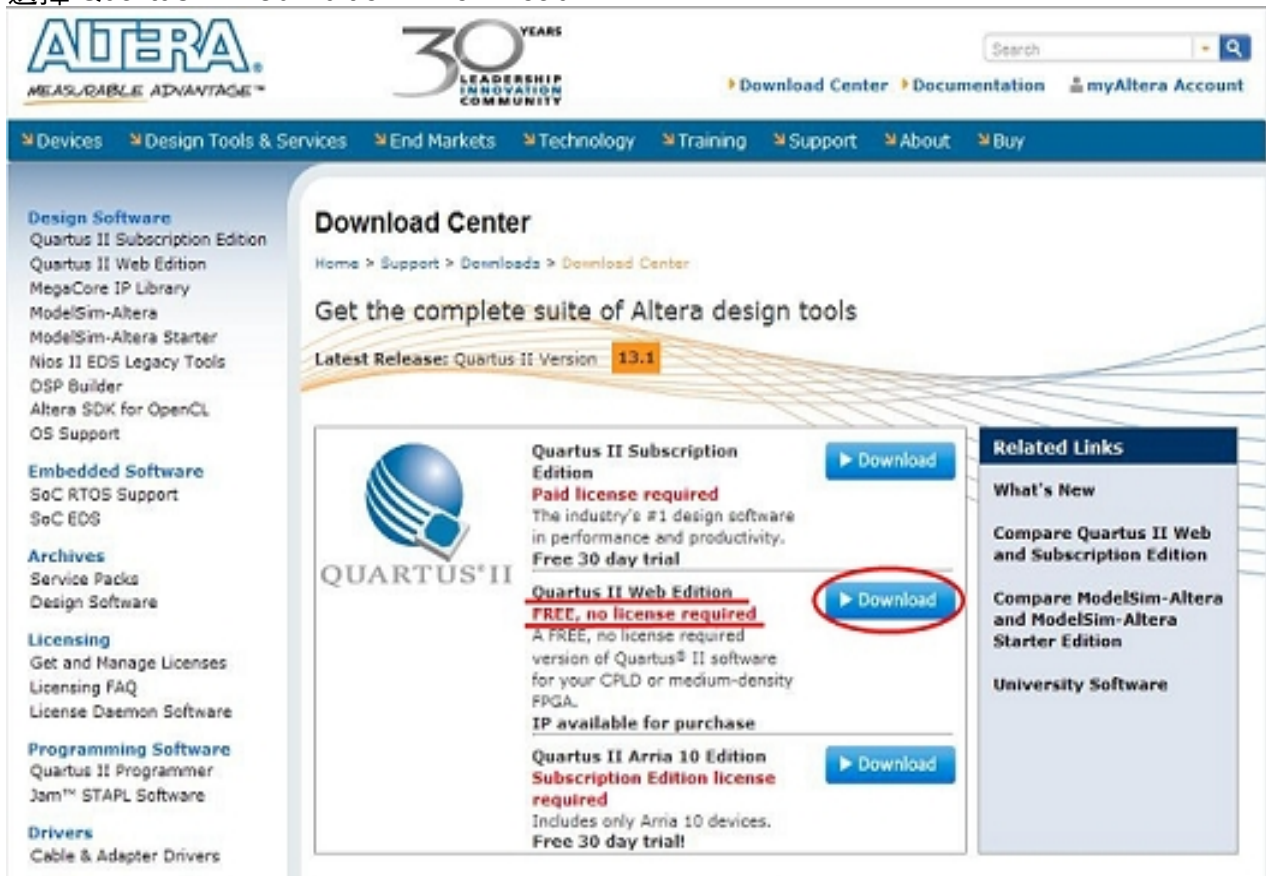 ALTERA
MEASURABLE ADVANTAGE™
30 YEARS
LEADERSHIP
INNOVATION
COMMUNITY
Search
Download Center Documentation myAltera Account
Devices Design Tools & Services End Markets Technology Training Support About Buy
Design Software
Quartus II Subscription Edition
Quartus II Web Edition
MegaCore IP Library
ModelSim-Altera
ModelSim-Altera Starter
Nios II EDS Legacy Tools
DSP Builder
Altera SDK for OpenCL
OS Support
Embedded Software
SoC RTOS Support
SoC EDS
Archives
Service Packs
Design Software
Licensing
Get and Manage Licenses
Licensing FAQ
License Daemon Software
Programming Software
Quartus II Programmer
Jam™ STAPL Software
Drivers
Cable & Adapter Drivers
Download Center
Home > Support > Downloads > Download Center
Get the complete suite of Altera design tools
Latest Release: Quartus II Version 13.1
QUARTUS® II
Quartus II Subscription
Edition
Paid license required
The industry's #1 design software
in performance and productivity.
Free 30 day trial
Download
Quartus II Web Edition
FREE, no license required
A FREE, no license required
version of Quartus® II software
for your CPLD or medium-density
FPGA.
IP available for purchase
Download
Quartus II Arria 10 Edition
Subscription Edition license
required
Includes only Arria 10 devices.
Free 30 day trial!
Download
Related Links
What's New
Compare Quartus II Web
and Subscription Edition
Compare ModelSim-Altera
and ModelSim-Altera
Starter Edition
University Software